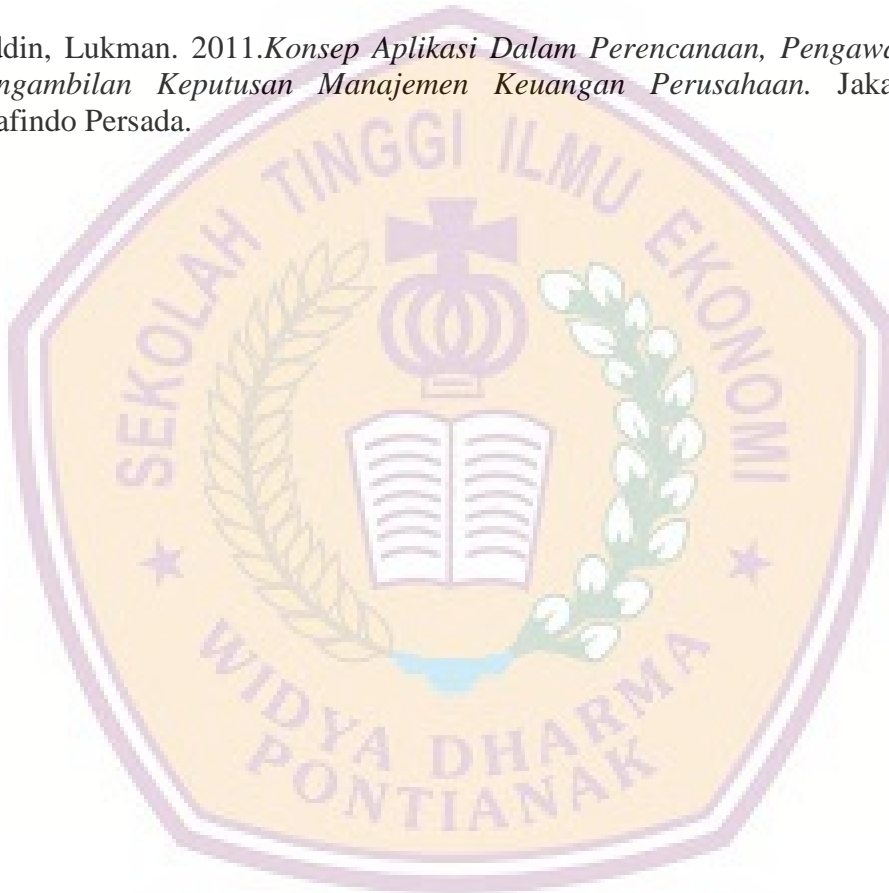 ddin, Lukman. 2011.Konsep Aplikasi Dalam Perencanaan, Pengawa
ngambilan Keputusan Manajemen Keuangan Perusahaan. Jaka
afindo Persada.
SEKOLAH TINGGI ILMU EKONOMI
WIDYA DHARMA
PONTIANAK